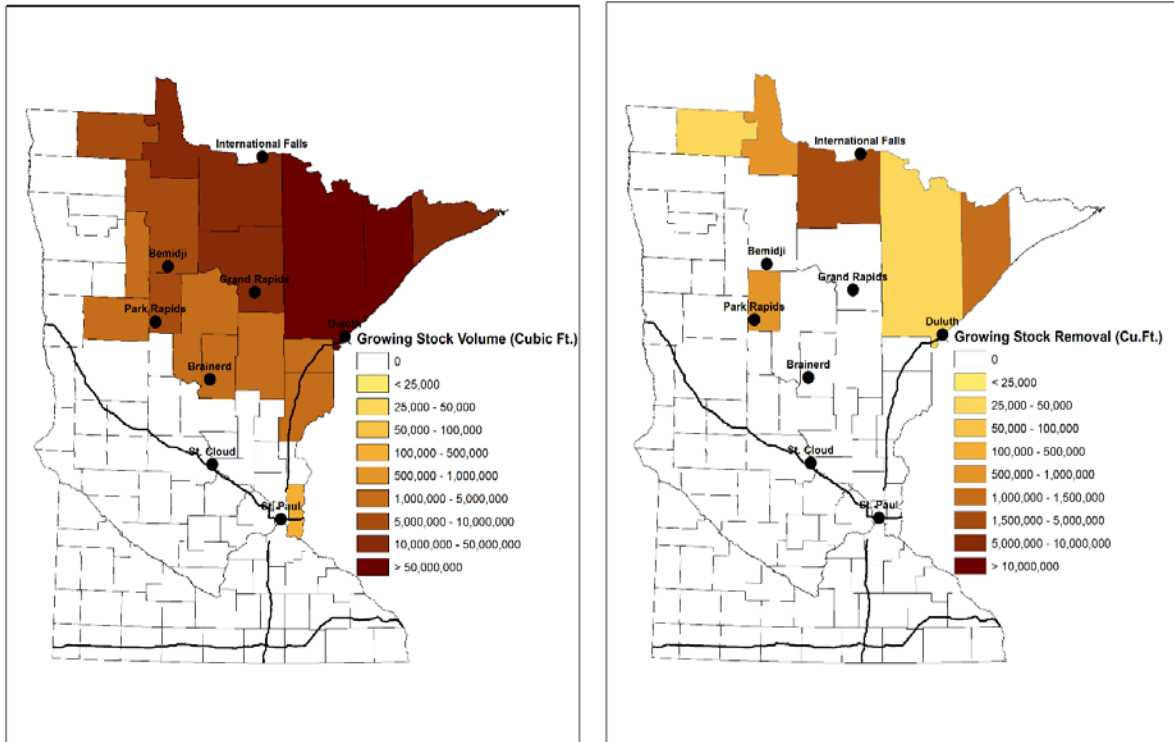 International Falls
Bemidji
Grand Rapids
Park Rapids
Duluth
Brainerd
St. Cloud
St. Paul
Growing Stock Volume (Cubic Ft.)
0
< 25,000
25,000 - 50,000
50,000 - 100,000
100,000 - 500,000
500,000 - 1,000,000
1,000,000 - 5,000,000
5,000,000 - 10,000,000
10,000,000 - 50,000,000
> 50,000,000
International Falls
Bemidji
Grand Rapids
Park Rapids
Duluth
Brainerd
St. Cloud
St. Paul
Growing Stock Removal (Cu.Ft.)
0
< 25,000
25,000 - 50,000
50,000 - 100,000
100,000 - 500,000
500,000 - 1,000,000
1,000,000 - 1,500,000
1,500,000 - 5,000,000
5,000,000 - 10,000,000
> 10,000,000